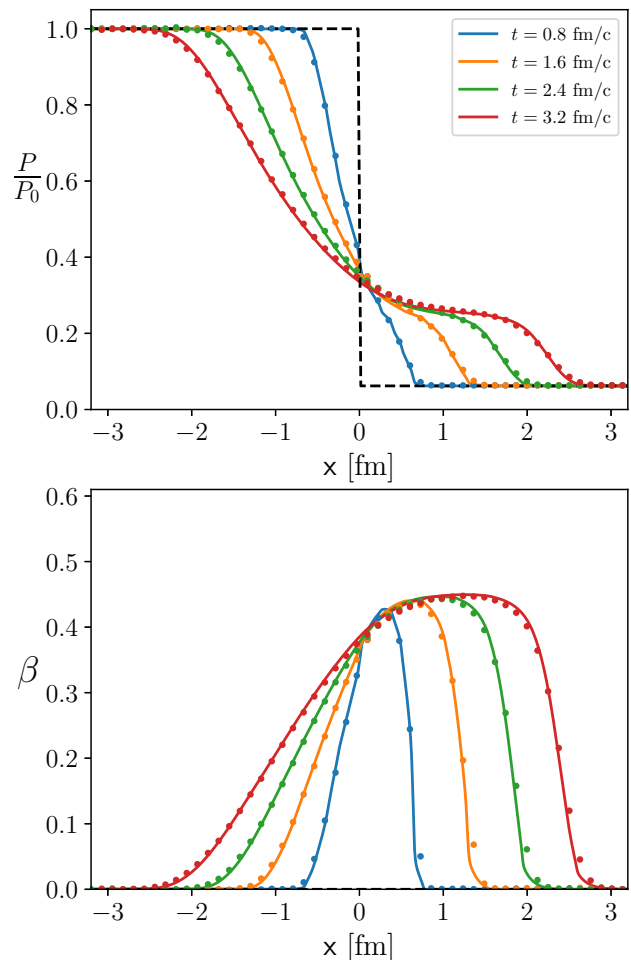 1.0
0.8
0.6
0.4
0.2
0.0
P/P₀
t = 0.8 fm/c
t = 1.6 fm/c
t = 2.4 fm/c
t = 3.2 fm/c
−3 −2 −1 0 1 2 3
x [fm]
0.6
0.5
0.4
0.3
0.2
0.1
0.0
β
−3 −2 −1 0 1 2 3
x [fm]